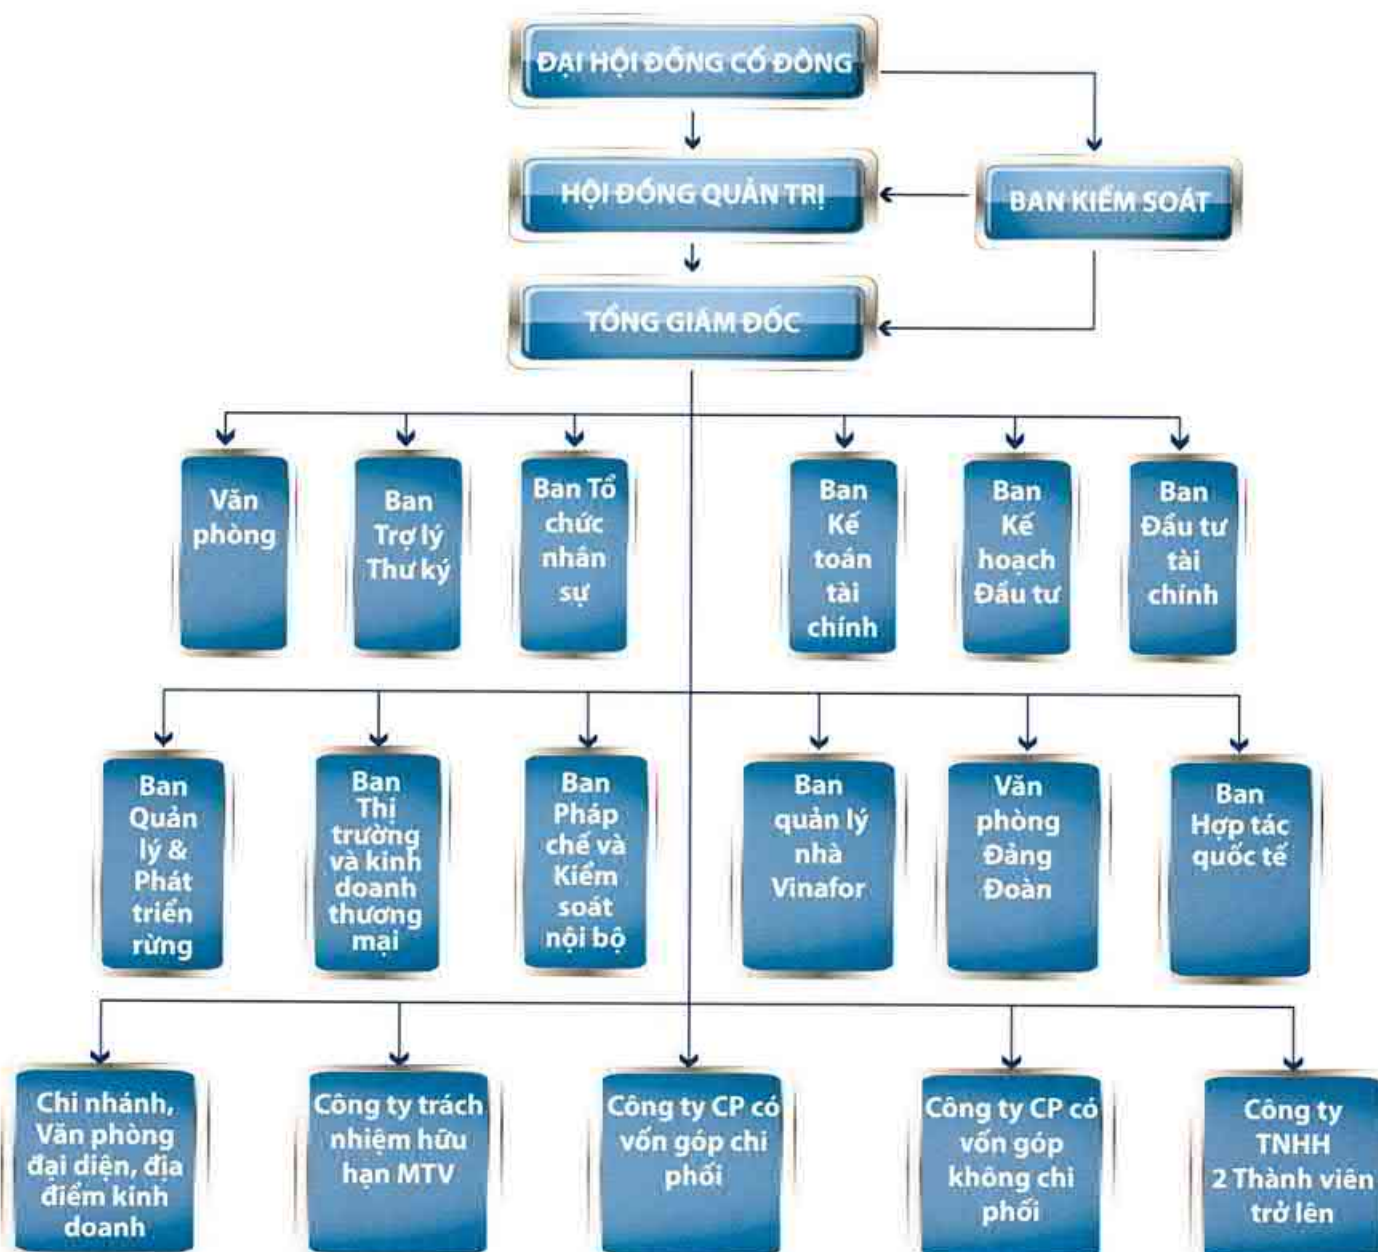 ĐẠI HỘI ĐỒNG CỔ ĐÔNG
HỘI ĐỒNG QUẢN TRỊ
BAN KIỂM SOÁT
TỔNG GIÁM ĐỐC
Văn
phòng
Ban
Trợ lý
Thư ký
Ban Tổ
chức
nhân
sự
Ban
Kế
toán
tài
chính
Ban
Kế
hoạch
Đầu tư
Ban
Đầu tư
tài
chính
Ban
Quản
lý &
Phát
triển
rừng
Ban
Thị
trường
và kinh
doanh
thương
mại
Ban
Pháp
chế và
Kiểm
soát
nội bộ
Ban
quản lý
nhà
Vinafor
Văn
phòng
Đảng
Đoàn
Ban
Hợp tác
quốc tế
Chi nhánh,
Văn phòng
đại diện, địa
điểm kinh
doanh
Công ty trách
nhiệm hữu
hạn MTV
Công ty CP có
vốn góp chi
phối
Công ty CP có
vốn góp
không chi
phối
Công ty
TNHH
2 Thành viên
trở lên